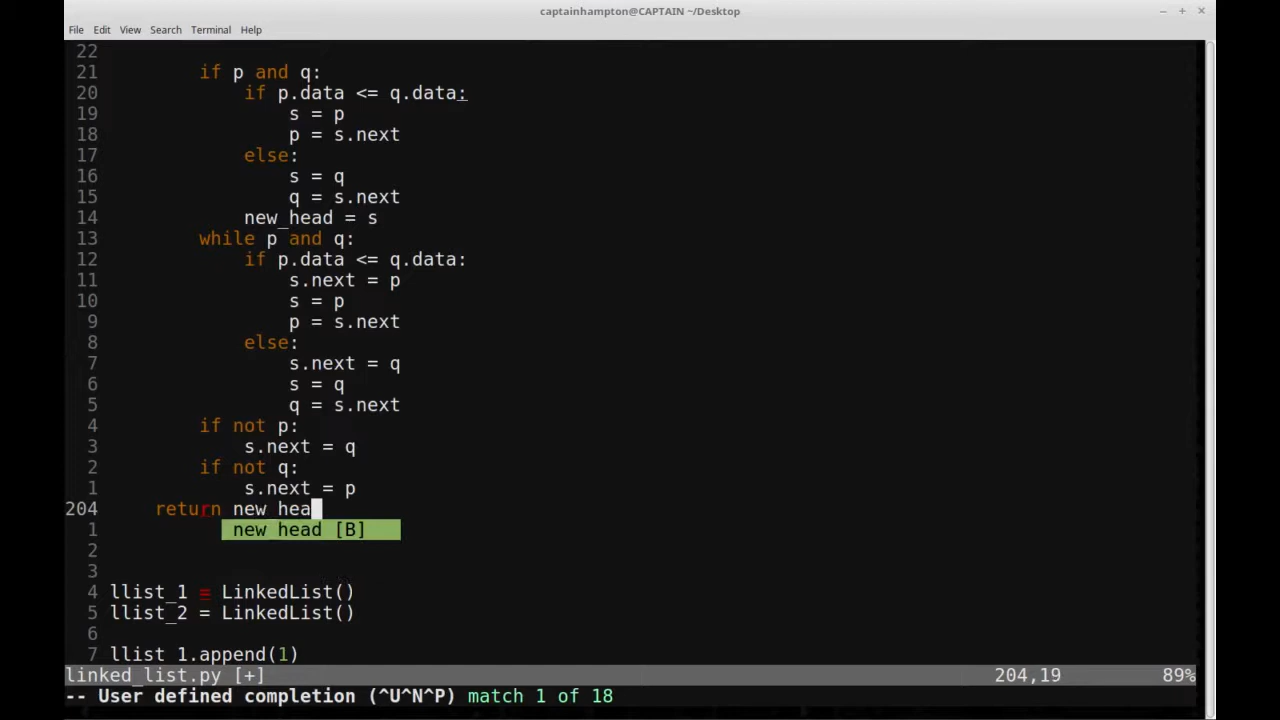 captainhampton@CAPTAIN ~/Desktop
File Edit View Search Terminal Help
22
21         if p and q:
20             if p.data <= q.data:
19                 s = p
18                 p = s.next
17             else:
16                 s = q
15                 q = s.next
14             new_head = s
13         while p and q:
12             if p.data <= q.data:
11                 s.next = p
10                 s = p
9                 p = s.next
8             else:
7                 s.next = q
6                 s = q
5                 q = s.next
4         if not p:
3             s.next = q
2         if not q:
1             s.next = p
204     return new_hea
1 new_head [B]
2
3
4 llist_1 = LinkedList()
5 llist_2 = LinkedList()
6
7 llist_1.append(1)
linked_list.py [+] 204,19 89%
-- User defined completion (^U^N^P) match 1 of 18